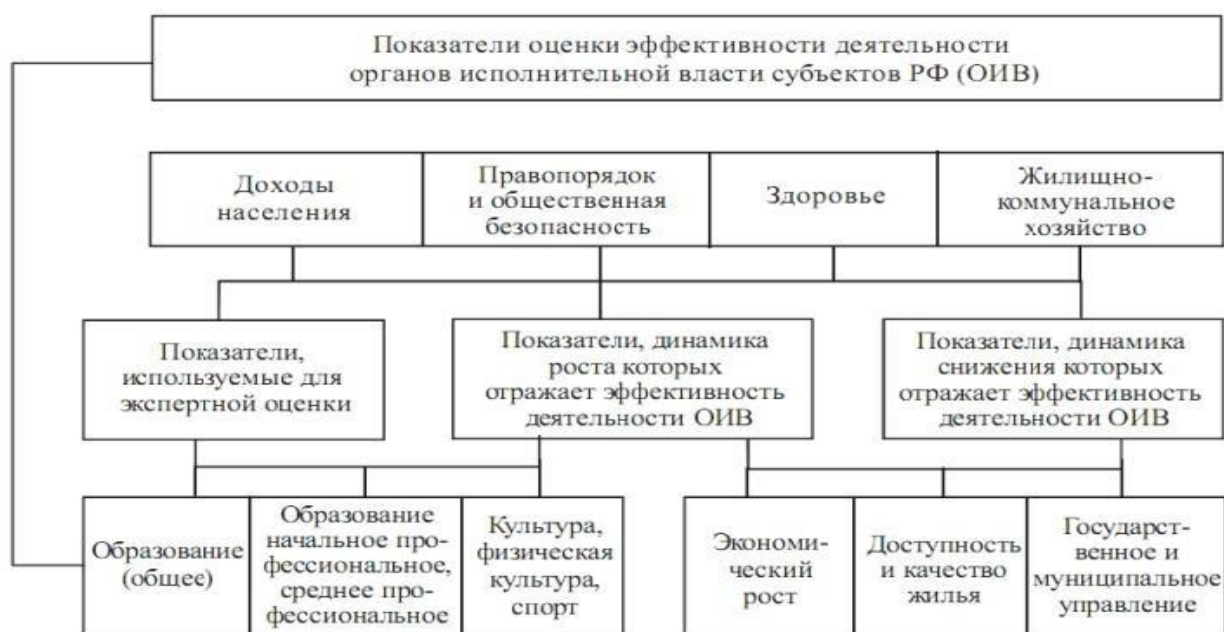 Показатели оценки эффективности деятельности
органов исполнительной власти субъектов РФ (ОИВ)
Доходы
населения
Правопорядок
и общественная
безопасность
Здоровье
Жилищно-
коммунальное
хозяйство
Показатели,
используемые для
экспертной оценки
Показатели, динамика
роста которых
отражает эффективность
деятельности ОИВ
Показатели, динамика
снижения которых
отражает эффективность
деятельности ОИВ
Образование
(общее)
Образование
начальное про-
фессиональное,
среднее про-
фессиональное
Культура,
физическая
культура,
спорт
Экономи-
ческий
рост
Доступность
и качество
жилья
Государст-
венное и
муниципальное
управление